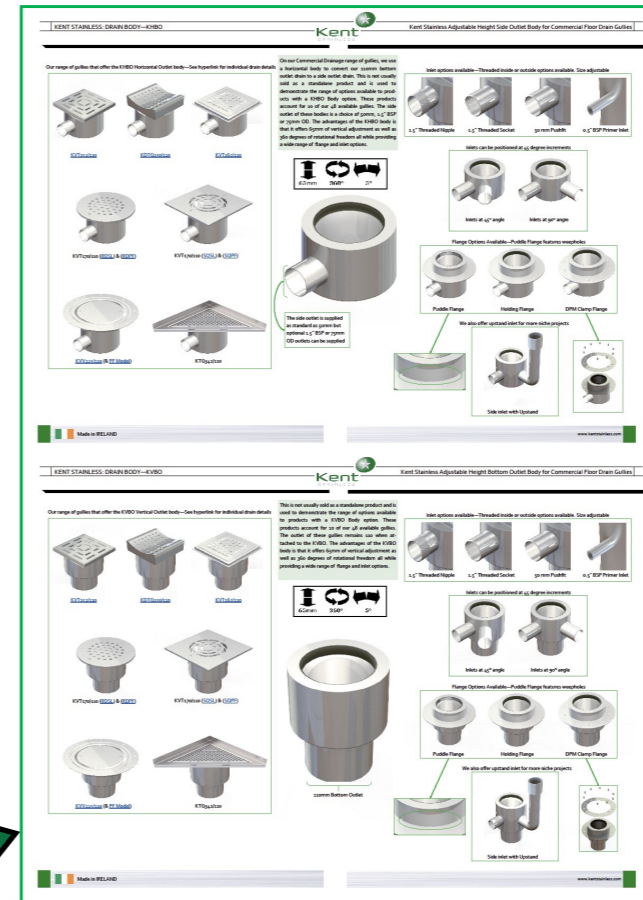 KENT STAINLESS: DRAIN BODY—KHBO
Kent
STAINLESS
Kent Stainless Adjustable Height Side Outlet Body for Commercial Floor Drain Gullies
Our range of gullies that offer the KHBO Horizontal Outlet body—See hyperlink for individual drain details
KVT170/110 (RDSL) & (RDPF)
KVT170/110 (SDSL) & (SDPF)
(& FF Model)
On our Commercial Drainage range of gullies, we use
a horizontal body to convert our 110mm bottom
outlet drain to a side outlet drain. This is not usually
sold as a standalone product and is used to
demonstrate the range of options available to prod-
ucts with a KHBO Body option. These products
account for 10 of our 48 available gullies. The side
outlet of these bodies is a choice of 50mm, 1.5" BSP
or 75mm OD. The advantages of the KHBO body is
that it offers 65mm of vertical adjustment as well as
360 degrees of rotational freedom all while providing
a wide range of flange and inlet options.
360°
The side outlet is supplied
as standard as 50mm but
optional 1.5" BSP or 75mm
OD outlets can be supplied
Inlet options available—Threaded inside or outside options available. Size adjustable
1.5" Threaded Nipple
1.5" Threaded Socket
50 mm Pushfit
0.5" BSP Primer Inlet
Inlets can be positioned at 45 degree increments
Inlets at 45° angle
Inlets at 90° angle
Flange Options Available—Puddle Flange features weepholes
Puddle Flange
Holding Flange
DPM Clamp Flange
We also offer upstand inlet for more niche projects
Side inlet with Upstand
Made in IRELAND
www.kentstainless.com
KENT STAINLESS: DRAIN BODY—KVBO
Kent
STAINLESS
Kent Stainless Adjustable Height Bottom Outlet Body for Commercial Floor Drain Gullies
Our range of gullies that offer the KVBO Vertical Outlet body—See hyperlink for individual drain details
KVT170/110 (RDSL) & (RDPF)
KVT170/110 (SDSL) & (SDPF)
(& FF Model)
This is not usually sold as a standalone product and is
used to demonstrate the range of options available
to products with a KVBO Body option. These
products account for 10 of our 48 available gullies.
The outlet of these gullies remains 110 when at-
tached to the KVBO. The advantages of the KVBO
body is that it offers 65mm of vertical adjustment as
well as 360 degrees of rotational freedom all while
providing a wide range of flange and inlet options.
110mm Bottom Outlet
Inlet options available—Threaded inside or outside options available. Size adjustable
1.5" Threaded Nipple
1.5" Threaded Socket
50 mm Pushfit
0.5" BSP Primer Inlet
Inlets can be positioned at 45 degree increments
Inlets at 45° angle
Inlets at 90° angle
Flange Options Available—Puddle Flange features weepholes
Puddle Flange
Holding Flange
DPM Clamp Flange
We also offer upstand inlet for more niche projects
Side inlet with Upstand
Made in IRELAND
www.kentstainless.com